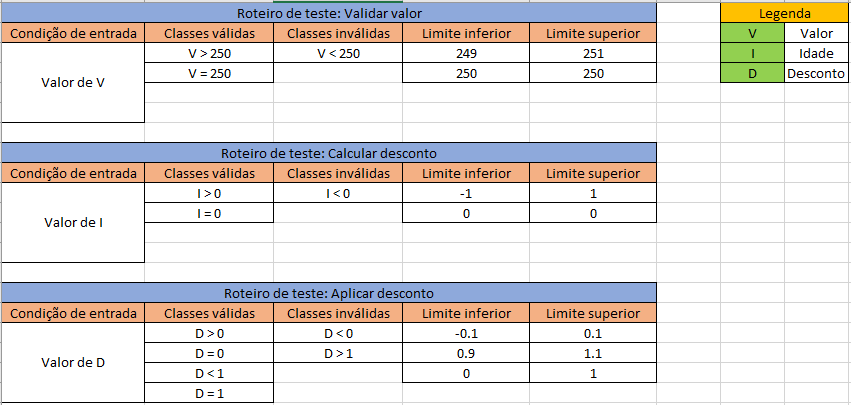 Roteiro de teste: Validar valor
Condição de entrada Classes válidas Classes inválidas Limite inferior Limite superior
Valor de V
V > 250 V < 250 249 251
V = 250 250 250
Legenda
V Valor
I Idade
D Desconto
Roteiro de teste: Calcular desconto
Condição de entrada Classes válidas Classes inválidas Limite inferior Limite superior
Valor de I
I > 0 I < 0 -1 1
I = 0 0 0
Roteiro de teste: Aplicar desconto
Condição de entrada Classes válidas Classes inválidas Limite inferior Limite superior
Valor de D
D > 0 D < 0 -0.1 0.1
D = 0 D > 1 0.9 1.1
D < 1 0 1
D = 1